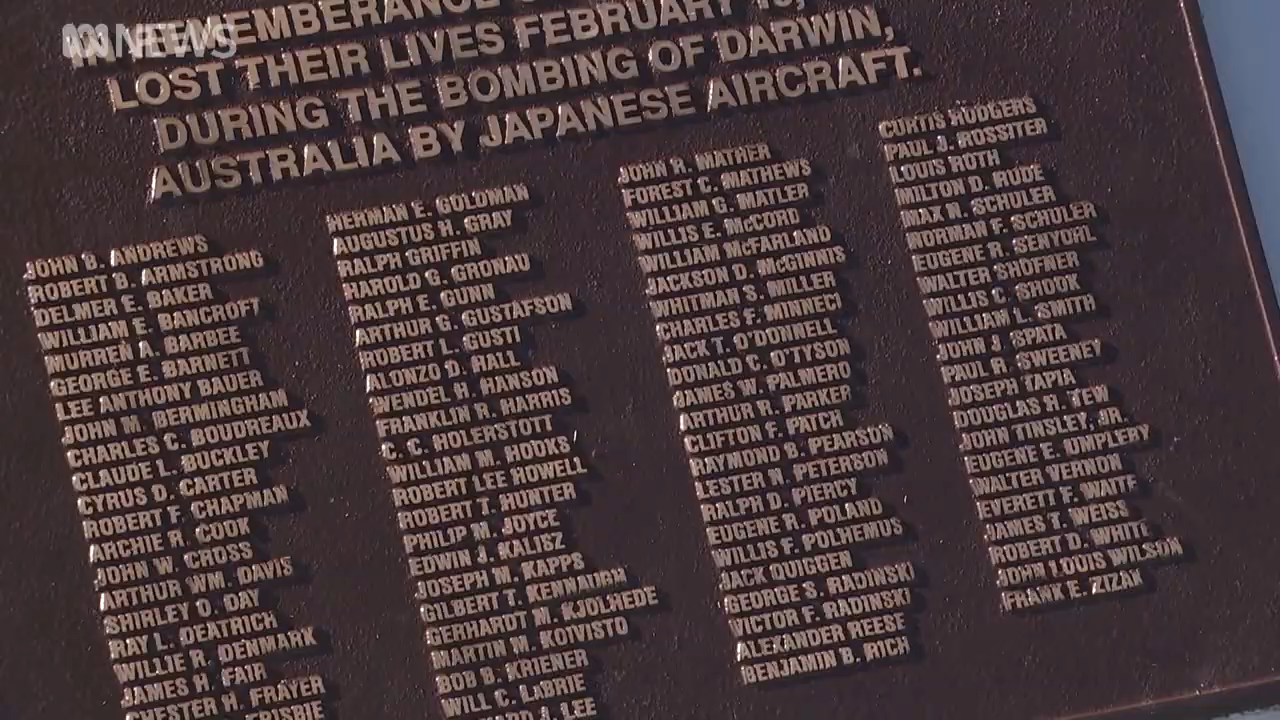 NEWS
LOST THEIR LIVES FEBRUARY 19,
DURING THE BOMBING OF DARWIN,
AUSTRALIA BY JAPANESE AIRCRAFT.
JOHN B. ANDREWS
ROBERT B. ARMSTRONG
DELMER E. BAKER
WILLIAM E. BANCROFT
NURREN A. BARBEE
GEORGE E. BARNETT
LEE ANTHONY BAUER
JOHN M. BERMINGHAM
CHARLES C. BOUDREAUX
CLAUDE L. BUCKLEY
CYRUS D. CARTER
ROBERT F. CHAPMAN
ARCHIE R. COOK
JOHN W. CROSS
ARTHUR WM. DAVIS
SHIRLEY O. DAY
RAY L. DEATRICH
WILLIE R. DENMARK
JAMES H. FAIR
CHESTER H. FRAYER
FRISBIE
HERMAN E. GOLDMAN
AUGUSTUS H. GRAY
RALPH GRIFFIN
HAROLD G. GRONAU
RALPH E. GUNN
ARTHUR G. GUSTAFSON
ROBERT L. GUSTI
ALONZO D. HALL
WENDEL H. HANSON
FRANKLIN R. HARRIS
C. C. HOLERSTOTT
WILLIAM M. HOOKS
ROBERT LEE HOWELL
ROBERT T. HUNTER
PHILIP M. JOYCE
EDWIN J. KALISZ
JOSEPH W. KAPPS
GILBERT T. KENNAUGH
GERHARDT M. KJOLHEDE
MARTIN M. KOIVISTO
BOB B. KRIENER
WILL C. LaBRIE
J. LEE
JOHN R. MATHER
FOREST C. MATHEWS
WILLIAM G. MATLER
WILLIS E. McCORD
WILLIAM McFARLAND
JACKSON D. McGINNIS
WHITMAN S. MILLER
CHARLES F. MINNECI
JACK T. O'DONNELL
DONALD C. O'TYSON
JAMES W. PALMERO
ARTHUR R. PARKER
CLIFTON F. PATCH
RAYMOND B. PEARSON
LESTER N. PETERSON
RALPH D. PIERCY
EUGENE R. POLAND
WILLIS F. POLHEMUS
JACK QUIGGEN
GEORGE S. RADINSKI
VICTOR F. RADINSKI
ALEXANDER REESE
BENJAMIN B. RICH
CURTIS RODGERS
PAUL J. ROSSITER
LOUIS ROTH
MILTON D. RUDE
MAX N. SCHULER
NORMAN F. SCHULER
EUGENE R. SENYOHL
WALTER SHOFNER
WILLIS C. SHOOK
WILLIAM L. SMITH
JOHN J. SPATA
PAUL R. SWEENEY
JOSEPH TAPIA
DOUGLAS R. TEW
JOHN TINSLEY, JR.
EUGENE E. UMPLERY
WALTER VERNON
EVERETT F. WAITE
JAMES T. WEISE
ROBERT D. WHITE
JOHN LOUIS WILSON
FRANK E. ZIZAK